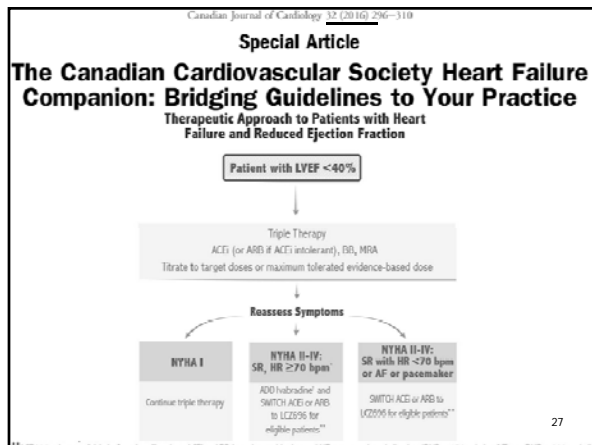 Canadian Journal of Cardiology 32 (2016) 296–310
Special Article
The Canadian Cardiovascular Society Heart Failure
Companion: Bridging Guidelines to Your Practice
Therapeutic Approach to Patients with Heart
Failure and Reduced Ejection Fraction
Patient with LVEF <40%
Triple Therapy
ACEi (or ARB if ACEi intolerant), BB, MRA
Titrate to target doses or maximum tolerated evidence-based dose
Reassess Symptoms
NYHA I
Continue triple therapy
NYHA II–IV:
SR, HR ≥70 bpm*
ADD Ivabradine† and
SWITCH ACEi or ARB
to LCZ696 for
eligible patients**
NYHA II–IV:
SR with HR <70 bpm
or AF or pacemaker
SWITCH ACEi or ARB to
LCZ696 for eligible patients**
27